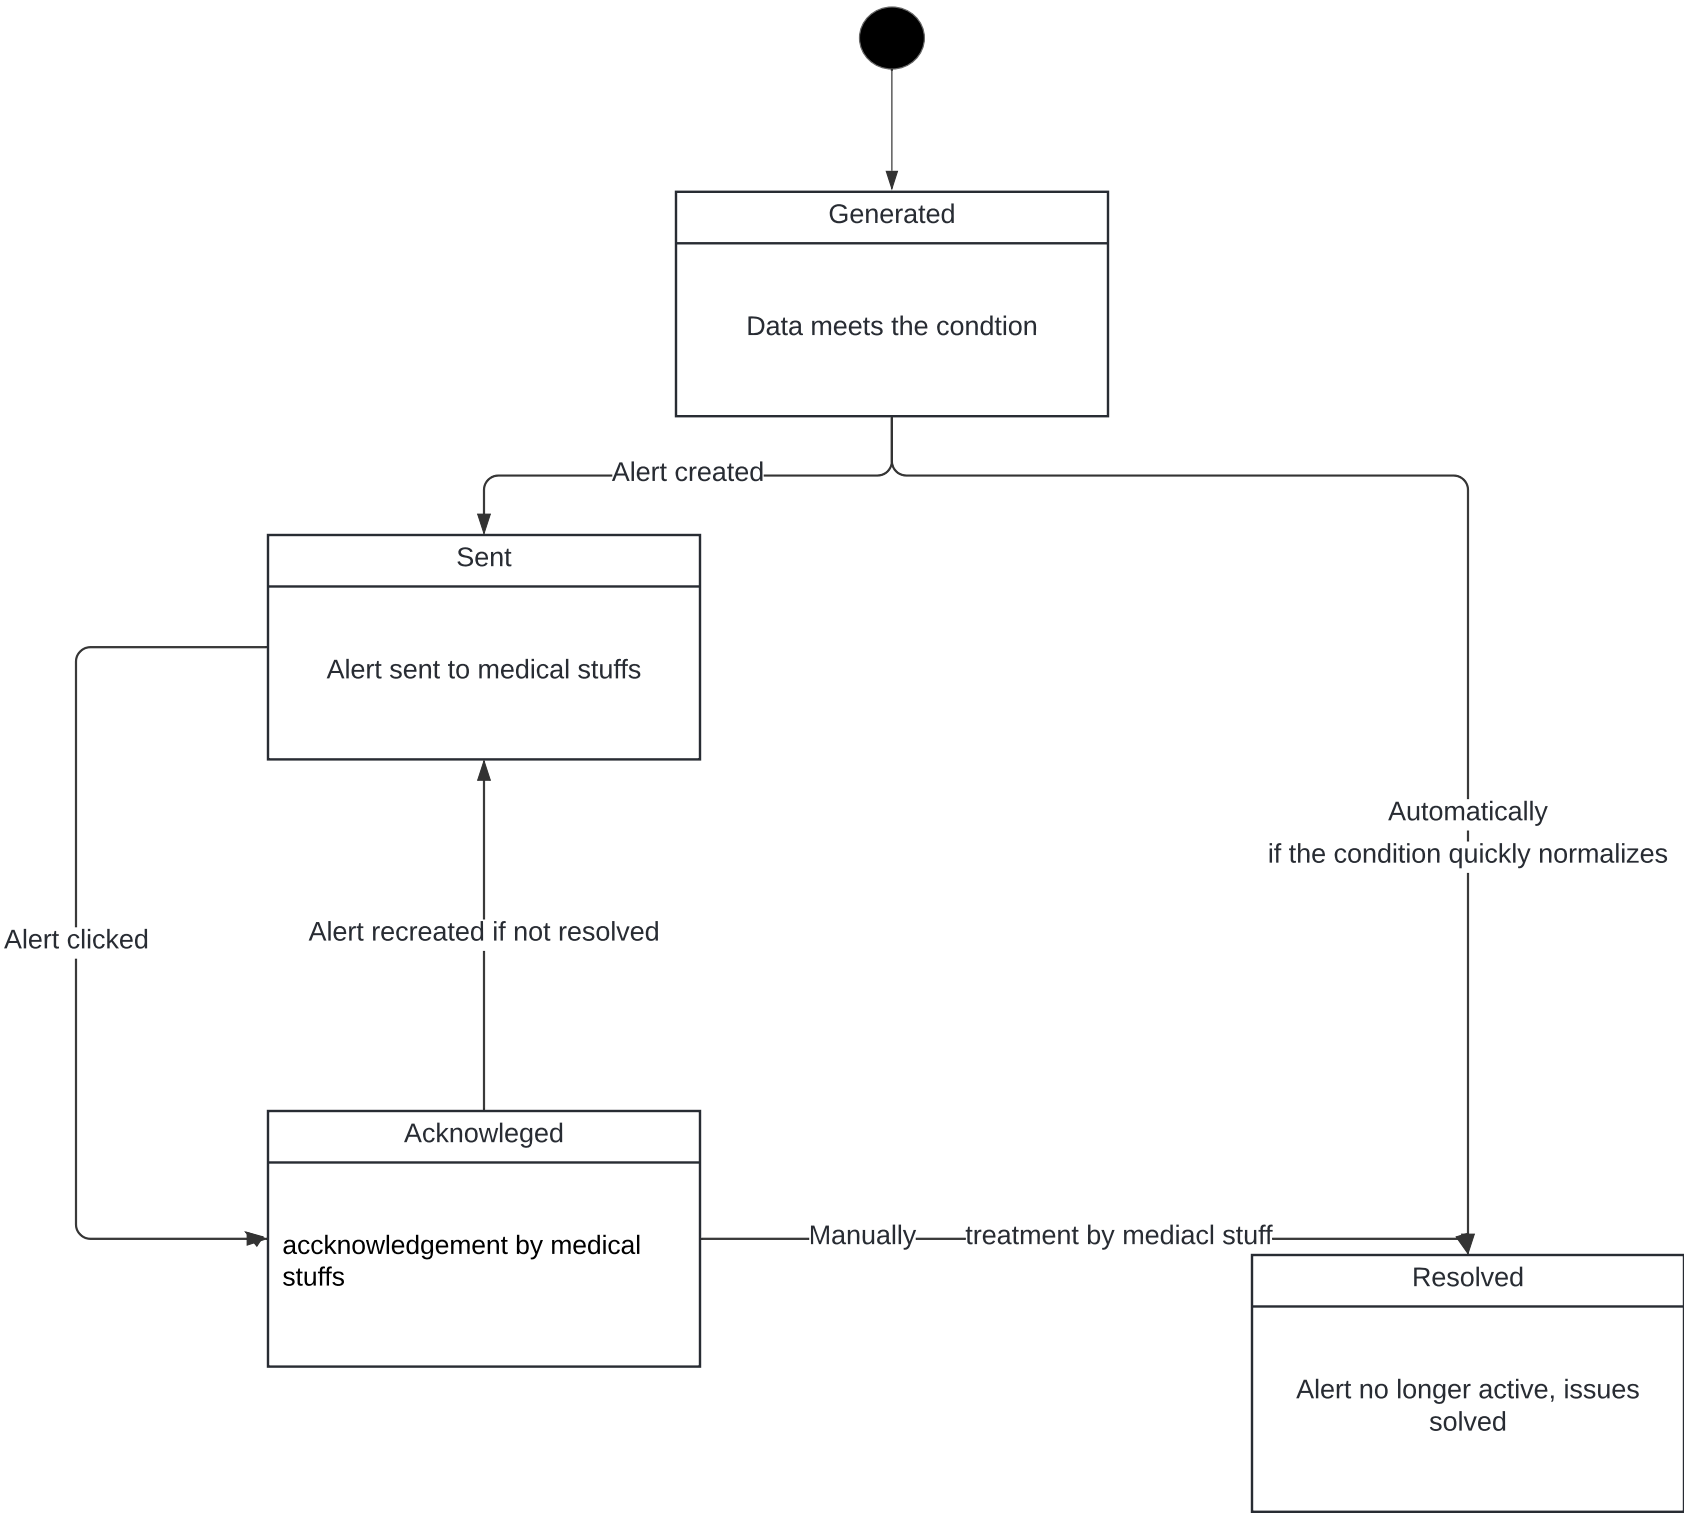 Generated
Data meets the condtion
Alert created
Sent
Alert sent to medical stuffs
Automatically
if the condition quickly normalizes
Alert clicked
Alert recreated if not resolved
Acknowleged
accknowledgement by medical
stuffs
Manually
treatment by mediacl stuff
Resolved
Alert no longer active, issues
solved